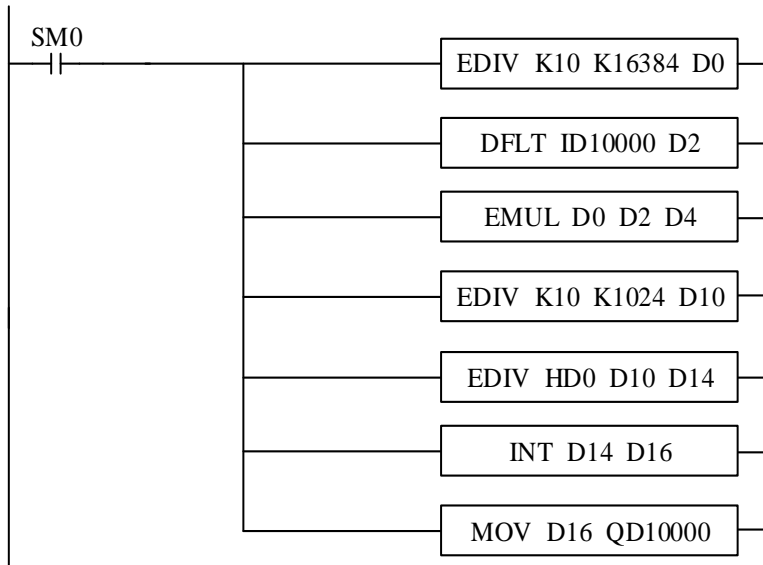 SM0
EDIV K10 K16384 D0
DFLT ID10000 D2
EMUL D0 D2 D4
EDIV K10 K1024 D10
EDIV HD0 D10 D14
INT D14 D16
MOV D16 QD10000